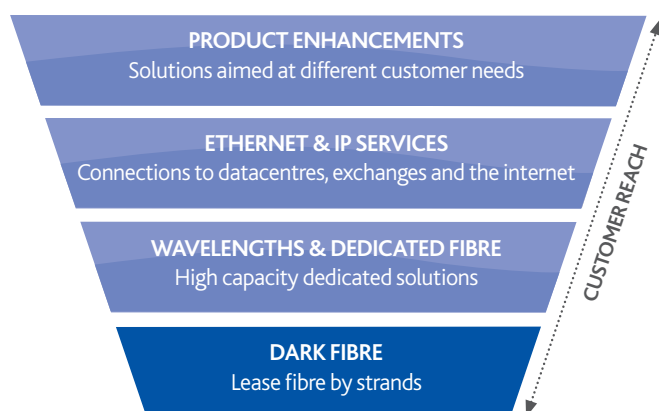 PRODUCT ENHANCEMENTS
Solutions aimed at different customer needs
ETHERNET & IP SERVICES
Connections to datacentres, exchanges and the internet
WAVELENGTHS & DEDICATED FIBRE
High capacity dedicated solutions
DARK FIBRE
Lease fibre by strands
CUSTOMER REACH